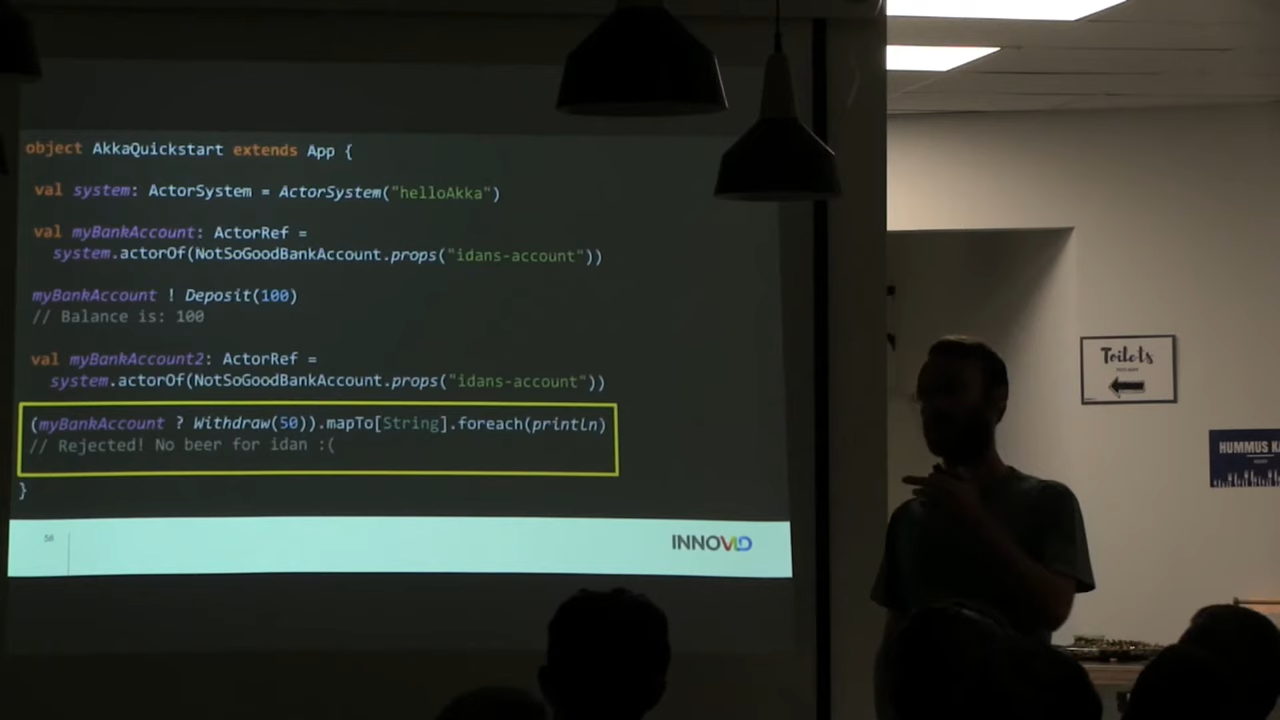 object AkkaQuickstart extends App {
val system: ActorSystem = ActorSystem("helloAkka")
val myBankAccount: ActorRef =
system.actorOf(NotSoGoodBankAccount.props("idans-account"))
myBankAccount ! Deposit(100)
// Balance is: 100
val myBankAccount2: ActorRef =
system.actorOf(NotSoGoodBankAccount.props("idans-account"))
(myBankAccount ? Withdraw(50)).mapTo[String].foreach(println)
// Rejected! No beer for idan :(
}
INNOVID
Toilets
HUMMUS